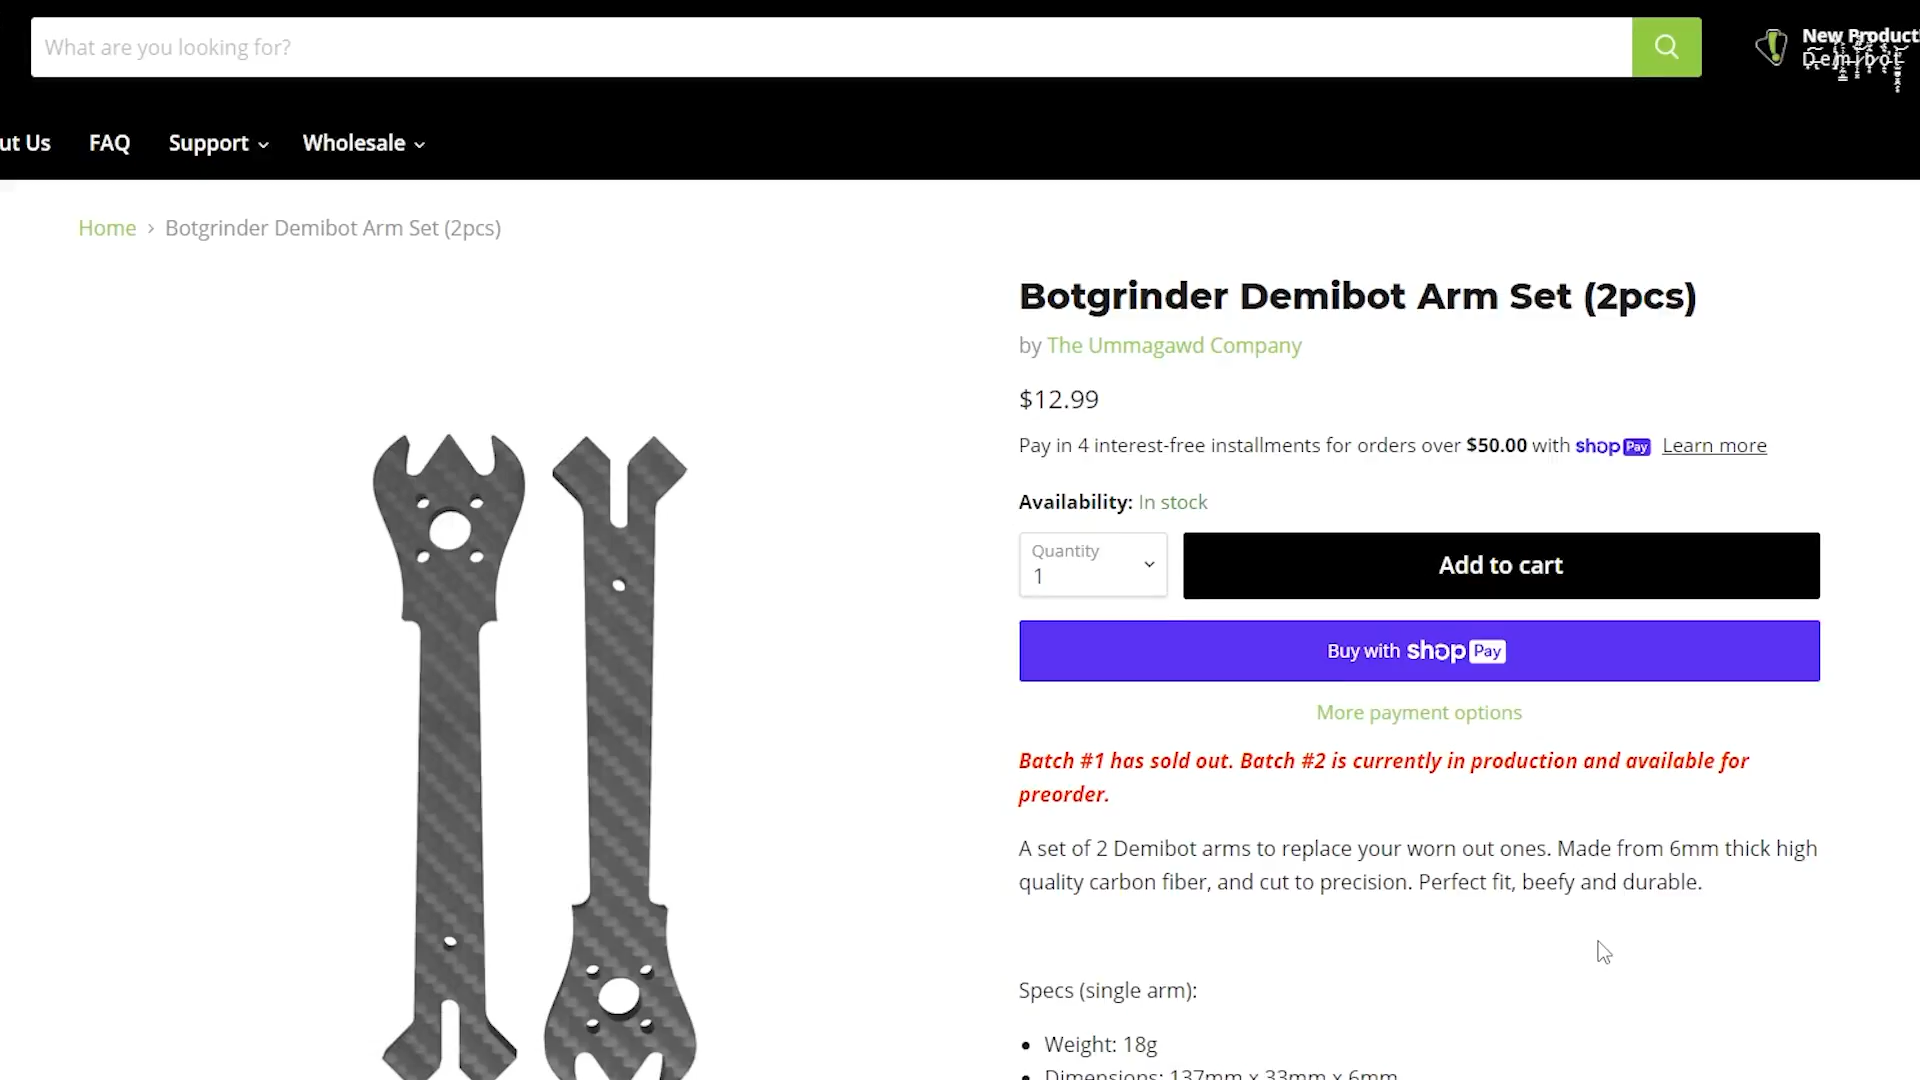 What are you looking for?
New Product
Demibot
ut Us
FAQ
Support
Wholesale
Home › Botgrinder Demibot Arm Set (2pcs)
Botgrinder Demibot Arm Set (2pcs)
by The Ummagawd Company
$12.99
Pay in 4 interest-free installments for orders over $50.00 with shop Pay Learn more
Availability: In stock
Quantity
1
Add to cart
Buy with shop Pay
More payment options
Batch #1 has sold out. Batch #2 is currently in production and available for
preorder.
A set of 2 Demibot arms to replace your worn out ones. Made from 6mm thick high
quality carbon fiber, and cut to precision. Perfect fit, beefy and durable.
Specs (single arm):
• Weight: 18g
• Dimensions: 137mm x 33mm x 6mm